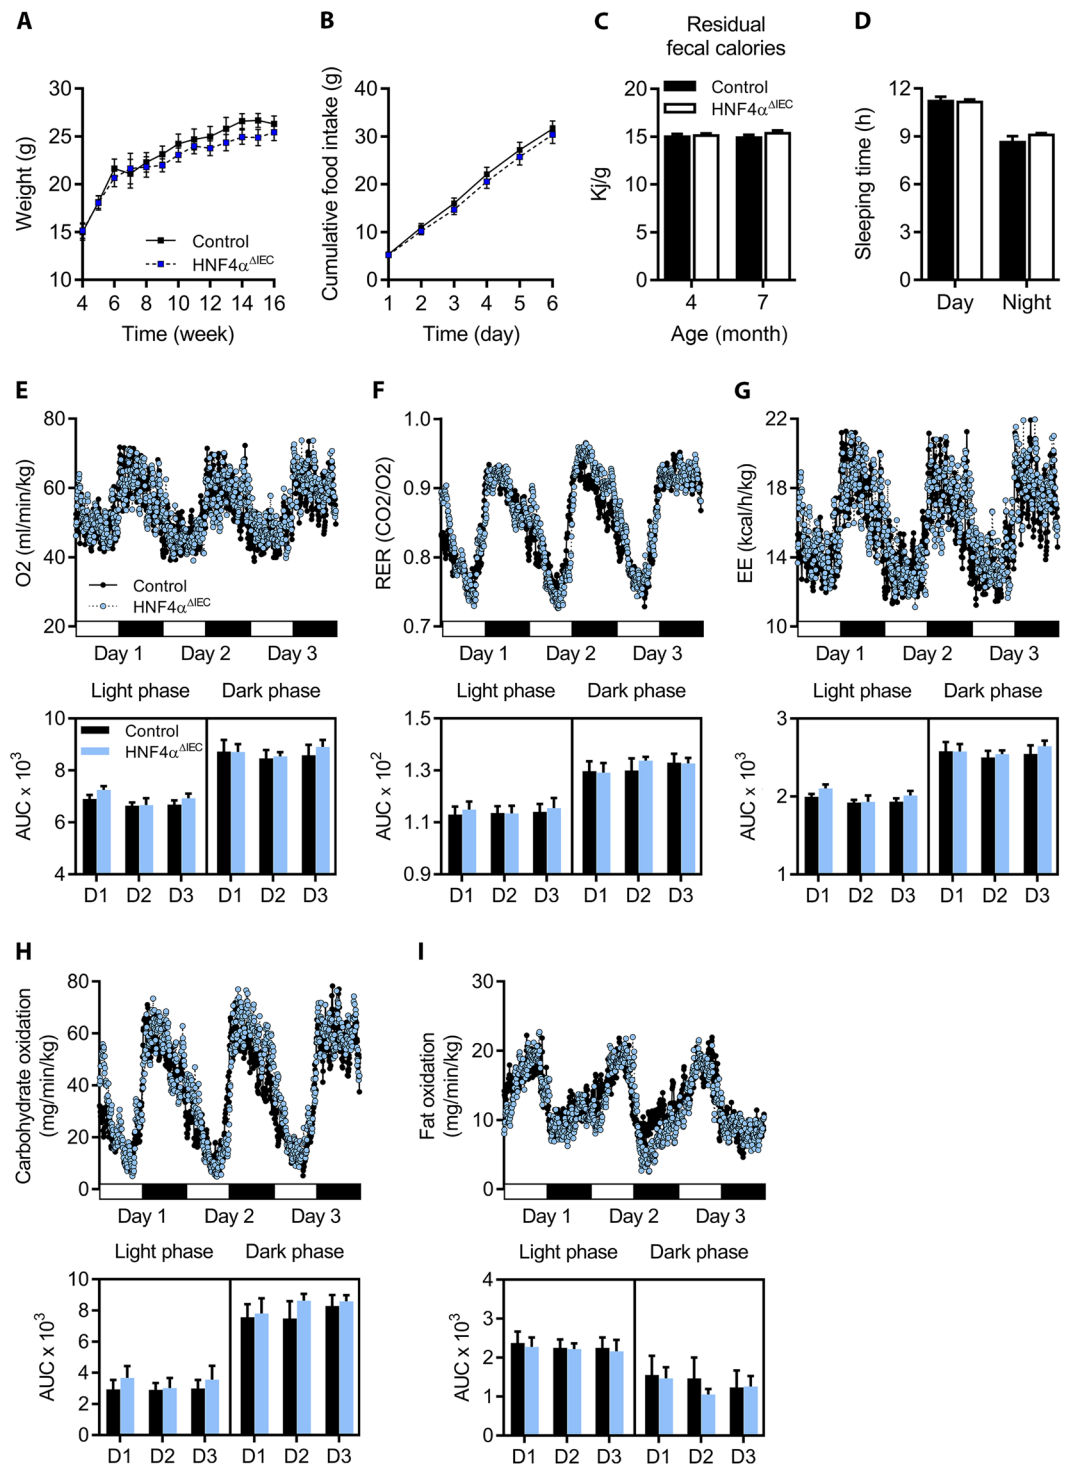 A
Weight (g)
30
25
20
15
10
4 6 8 10 12 14 16
Time (week)
Control
HNF4α^ΔIEC
B
Cumulative food intake (g)
40
30
20
10
0
1 2 3 4 5 6
Time (day)
C
Residual
fecal calories
Kj/g
20
15
10
5
0
Control
HNF4α^ΔIEC
4 7
Age (month)
D
Sleeping time (h)
12
9
6
3
0
Day Night
E
O2 (ml/min/kg)
80
60
40
20
Control
HNF4α^ΔIEC
Day 1 Day 2 Day 3
Light phase Dark phase
AUC x 10³
10
8
6
4
Control
HNF4α^ΔIEC
D1 D2 D3 D1 D2 D3
F
RER (CO2/O2)
1.0
0.9
0.8
0.7
Day 1 Day 2 Day 3
Light phase Dark phase
AUC x 10²
1.5
1.3
1.1
0.9
D1 D2 D3 D1 D2 D3
G
EE (kcal/h/kg)
22
18
14
10
Day 1 Day 2 Day 3
Light phase Dark phase
AUC x 10³
3
2
1
D1 D2 D3 D1 D2 D3
H
Carbohydrate oxidation
(mg/min/kg)
80
60
40
20
0
Day 1 Day 2 Day 3
Light phase Dark phase
AUC x 10³
10
8
6
4
2
0
D1 D2 D3 D1 D2 D3
I
Fat oxidation
(mg/min/kg)
30
20
10
0
Day 1 Day 2 Day 3
Light phase Dark phase
AUC x 10³
4
3
2
1
0
D1 D2 D3 D1 D2 D3